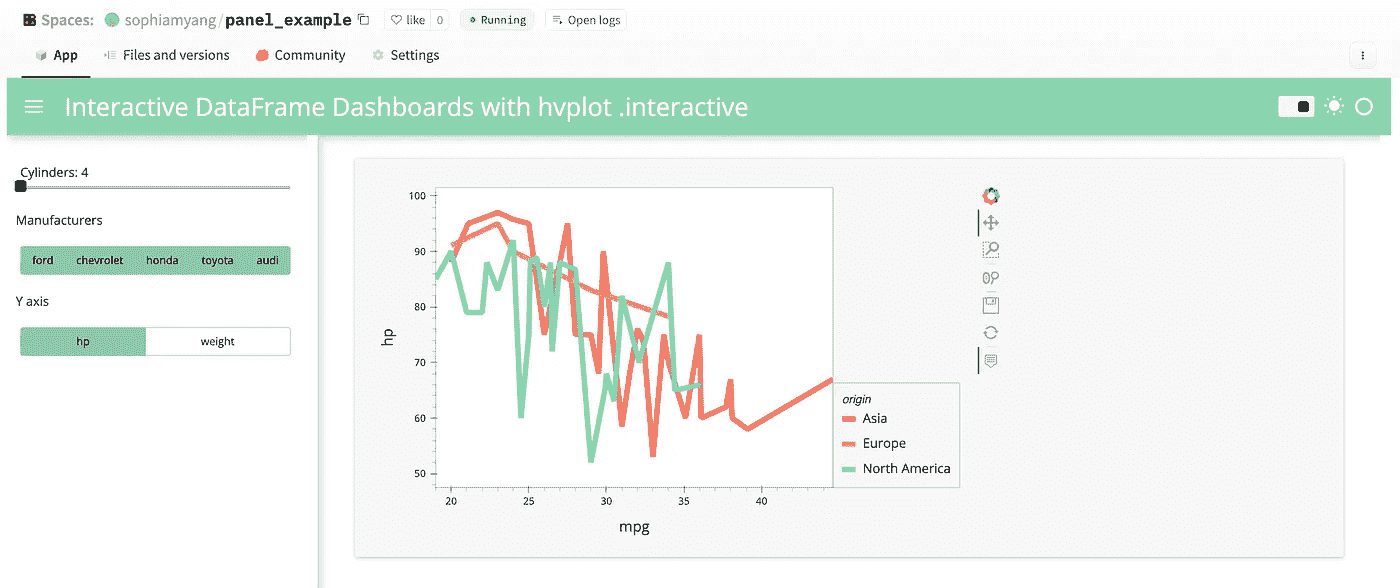 Spaces: sophiamyang/panel_example like 0 Running Open logs
App Files and versions Community Settings
Interactive DataFrame Dashboards with hvplot .interactive
Cylinders: 4
Manufacturers
ford chevrolet honda toyota audi
Y axis
hp weight
100
90
80
70
60
50
hp
20 25 30 35 40
mpg
origin
Asia
Europe
North America